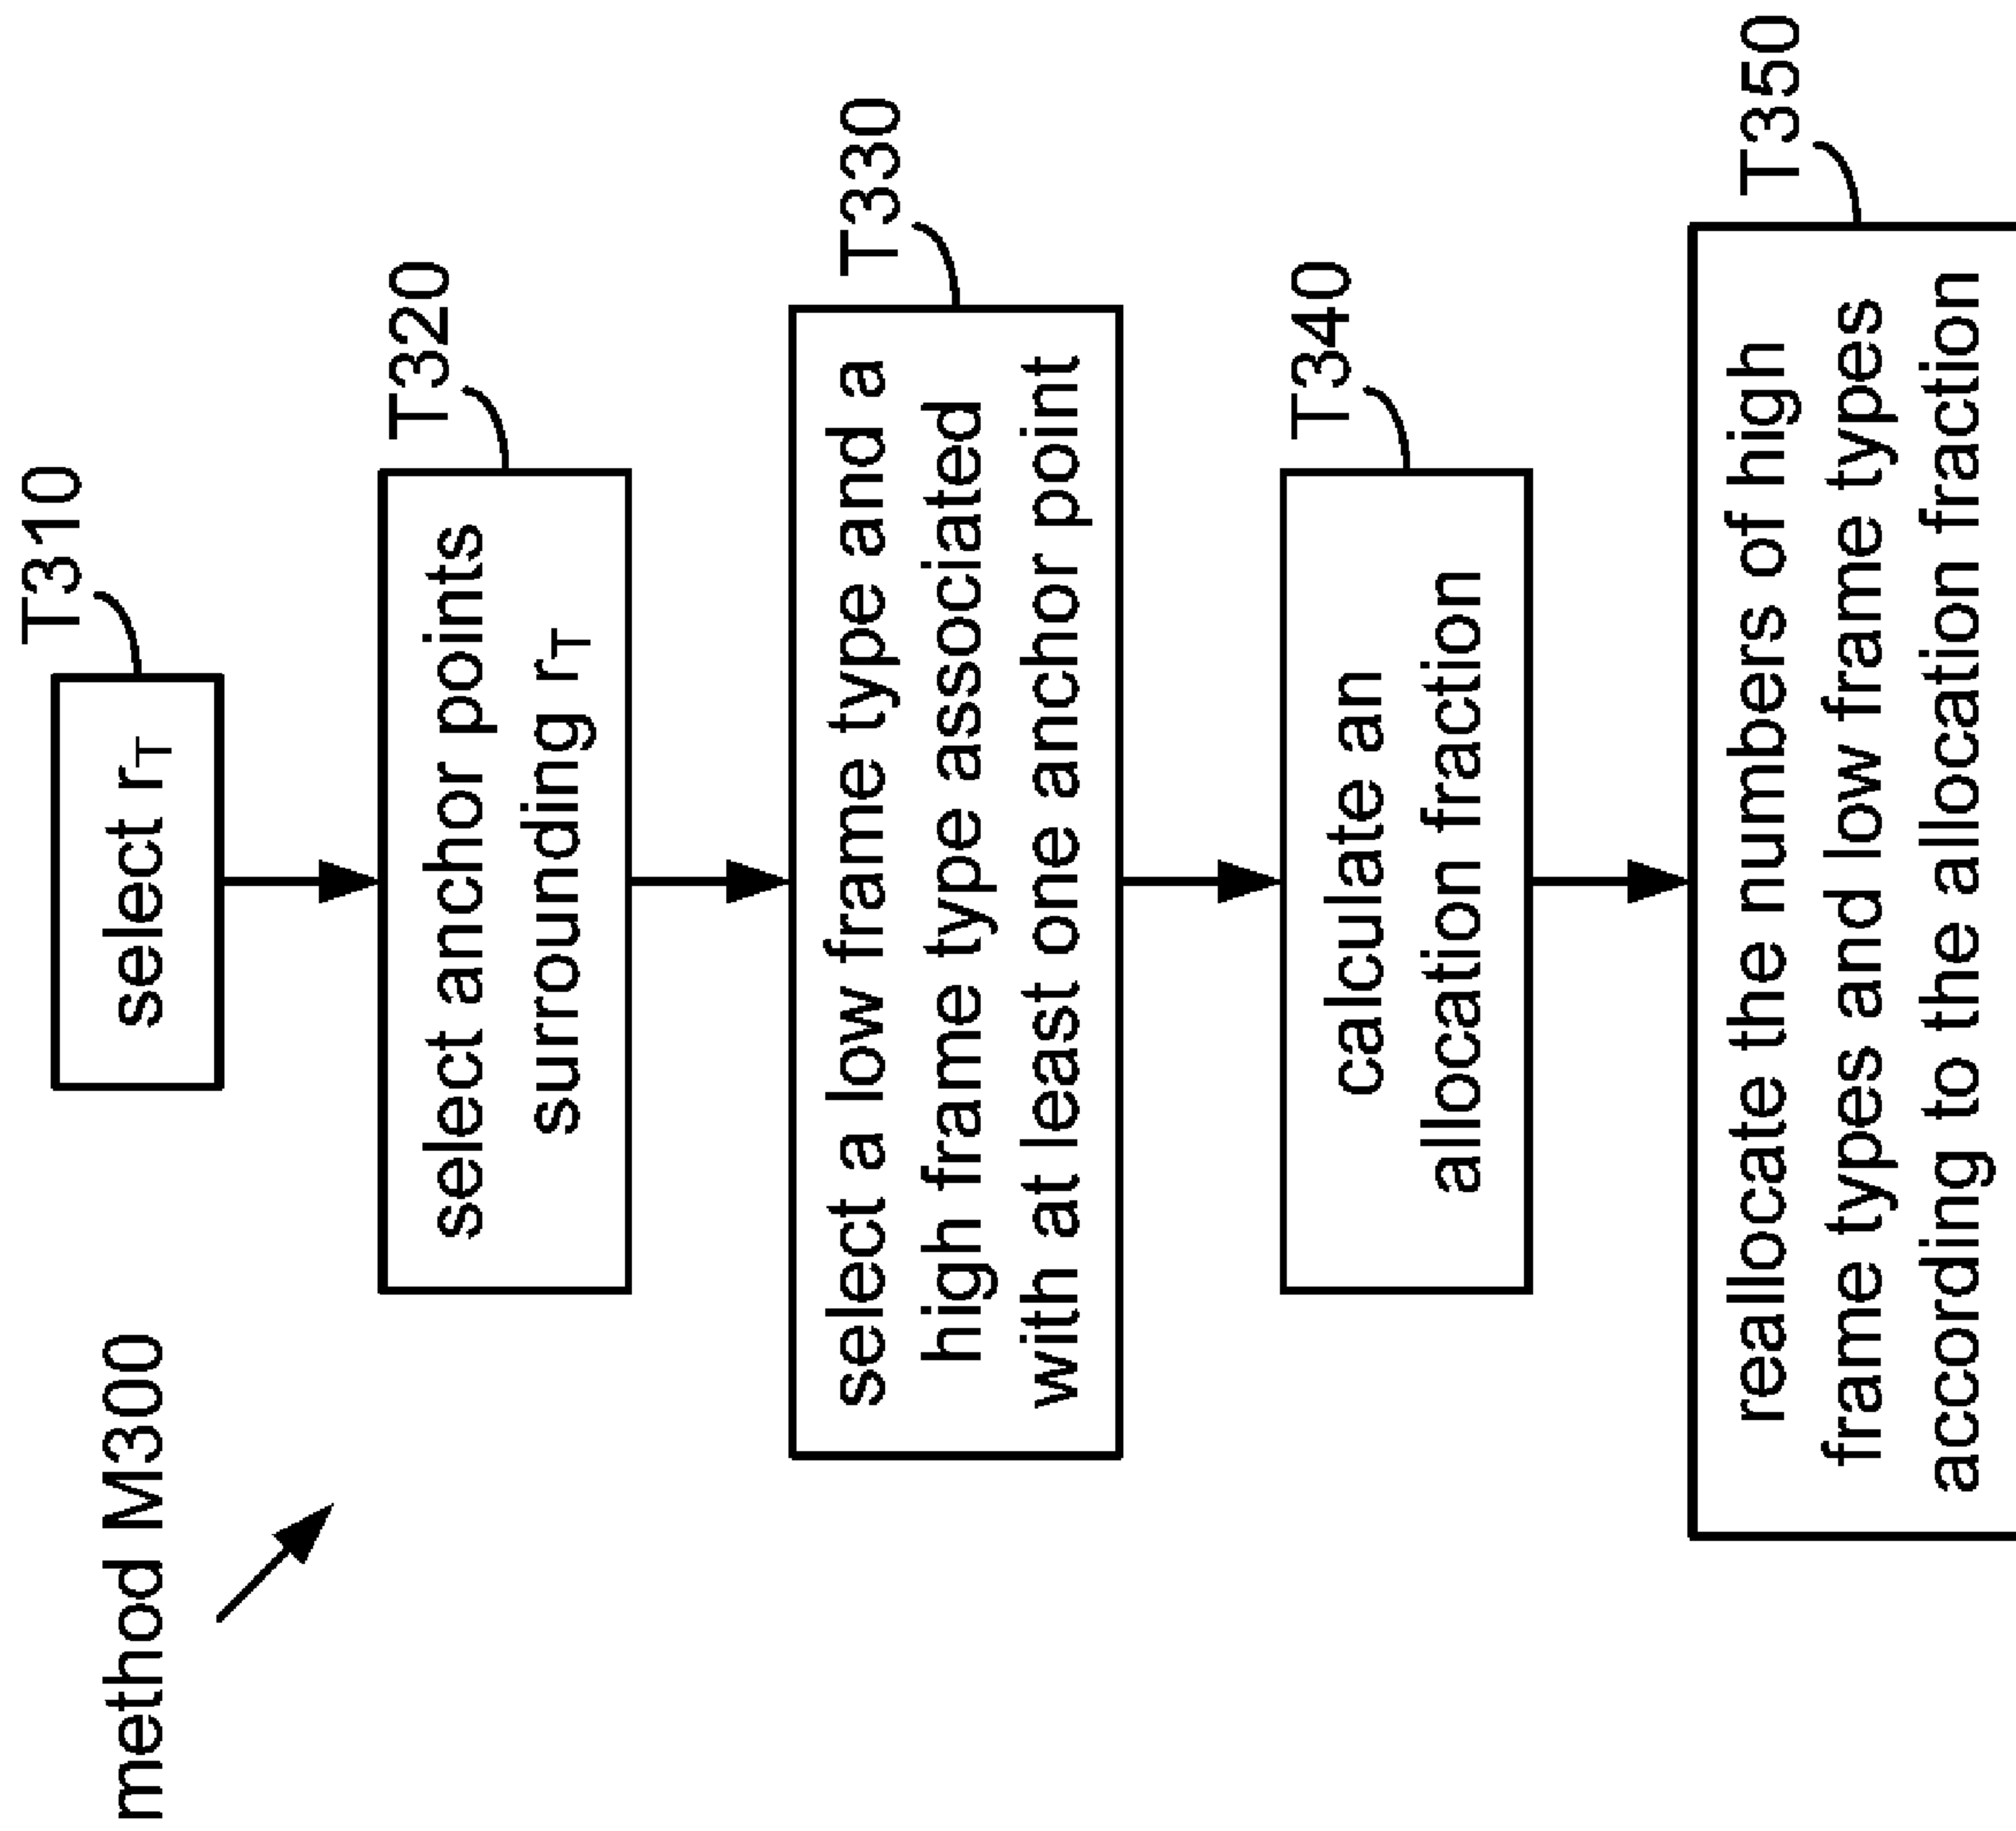 method M300
T310
select rT
T320
select anchor points
surrounding rT
T330
select a low frame type and a
high frame type associated
with at least one anchor point
T340
calculate an
allocation fraction
T350
reallocate the numbers of high
frame types and low frame types
according to the allocation fraction